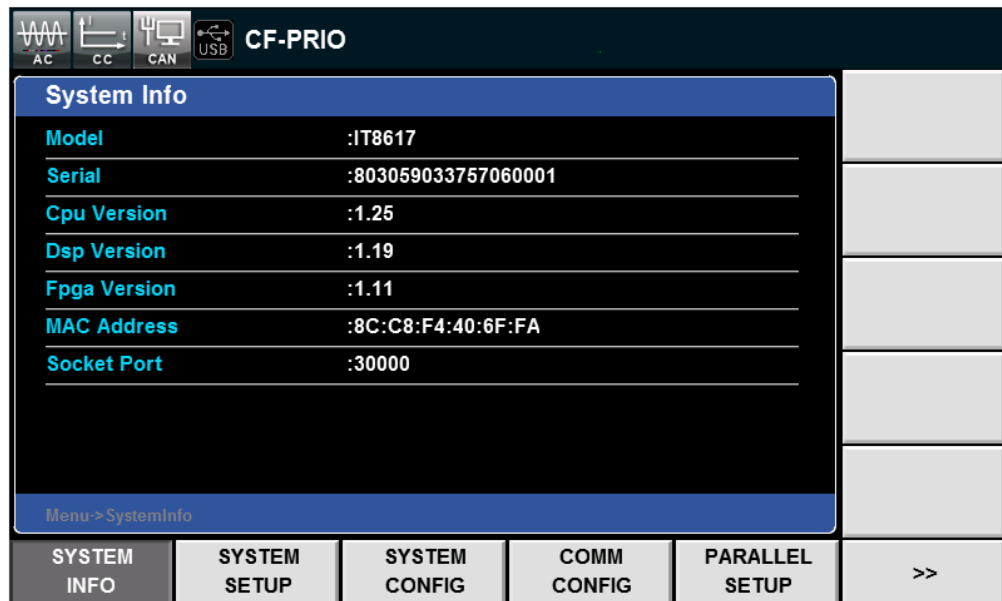 AC
t
CC
CAN
USB
CF-PRIO
System Info
Model :IT8617
Serial :803059033757060001
Cpu Version :1.25
Dsp Version :1.19
Fpga Version :1.11
MAC Address :8C:C8:F4:40:6F:FA
Socket Port :30000
Menu->SystemInfo
SYSTEM INFO
SYSTEM SETUP
SYSTEM CONFIG
COMM CONFIG
PARALLEL SETUP
>>